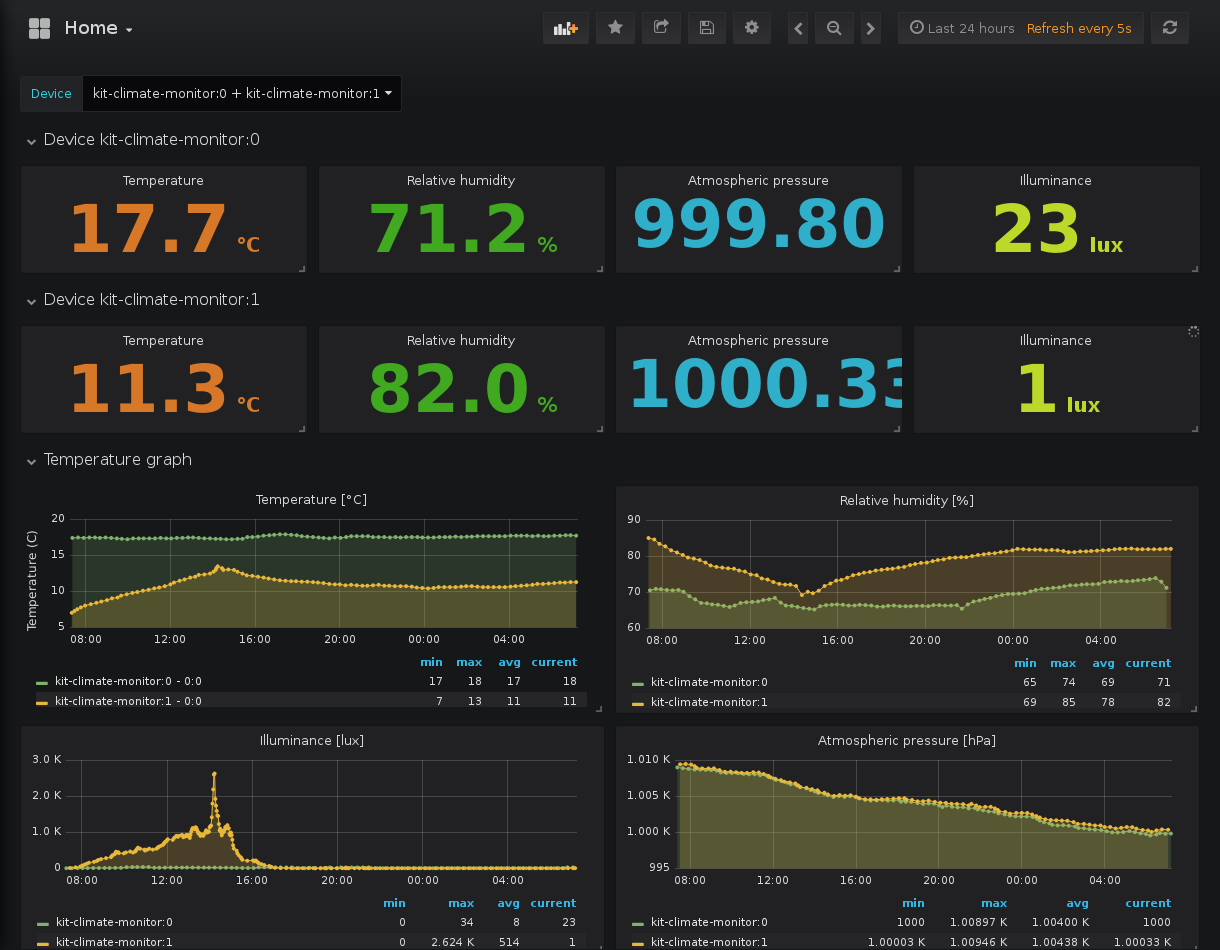 Home
Last 24 hours Refresh every 5s
Device kit-climate-monitor:0 + kit-climate-monitor:1
Device kit-climate-monitor:0
Temperature Relative humidity Atmospheric pressure Illuminance
17.7 °C 71.2 % 999.80 23 lux
Device kit-climate-monitor:1
Temperature Relative humidity Atmospheric pressure Illuminance
11.3 °C 82.0 % 1000.33 1 lux
Temperature graph
Temperature [°C]
Temperature (C)
20
15
10
5
08:00 12:00 16:00 20:00 00:00 04:00
min max avg current
kit-climate-monitor:0 - 0:0 17 18 17 18
kit-climate-monitor:1 - 0:0 7 13 11 11
Relative humidity [%]
90
80
70
60
08:00 12:00 16:00 20:00 00:00 04:00
min max avg current
kit-climate-monitor:0 65 74 69 71
kit-climate-monitor:1 69 85 78 82
Illuminance [lux]
3.0 K
2.0 K
1.0 K
0
08:00 12:00 16:00 20:00 00:00 04:00
min max avg current
kit-climate-monitor:0 0 34 8 23
kit-climate-monitor:1 0 2.624 K 514 1
Atmospheric pressure [hPa]
1.010 K
1.005 K
1.000 K
995
08:00 12:00 16:00 20:00 00:00 04:00
min max avg current
kit-climate-monitor:0 1000 1.00897 K 1.00400 K 1000
kit-climate-monitor:1 1.00003 K 1.00946 K 1.00438 K 1.00033 K